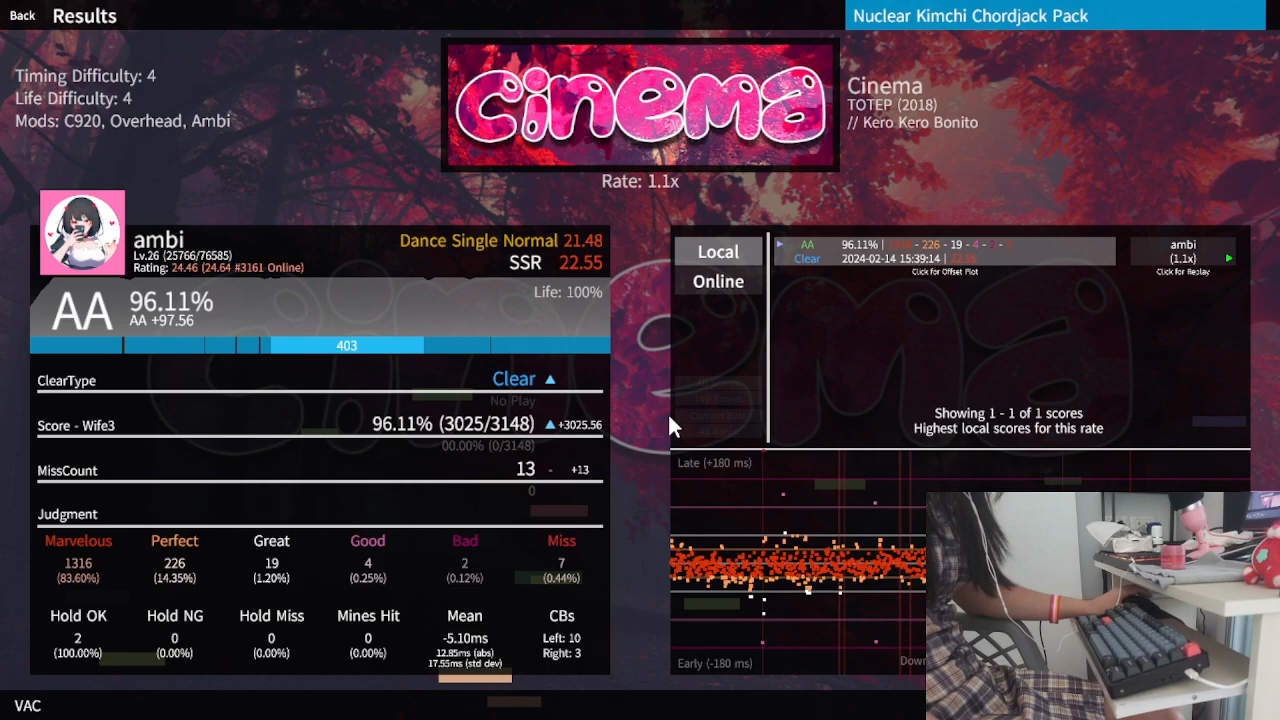 Back Results
Nuclear Kimchi Chordjack Pack
Timing Difficulty: 4
Life Difficulty: 4
Mods: C920, Overhead, Ambi
cinema
Cinema
TOTEP (2018)
// Kero Kero Bonito
Rate: 1.1x
ambi
Lv.26 (25766/76585)
Rating: 24.46 (24.64 #3161 Online)
Dance Single Normal 21.48
SSR 22.55
AA 96.11%
AA +97.56
Life: 100%
403
ClearType Clear
No Play
Score - Wife3 96.11% (3025/3148) +3025.56
00.00% (0/3148)
MissCount 13 - +13
0
Judgment
Marvelous Perfect Great Good Bad Miss
1316 226 19 4 2 7
(83.60%) (14.35%) (1.20%) (0.25%) (0.12%) (0.44%)
Hold OK Hold NG Hold Miss Mines Hit Mean CBs
2 0 0 0 -5.10ms Left: 10
(100.00%) (0.00%) (0.00%) (0.00%) 12.85ms (abs) Right: 3
17.55ms (std dev)
Local
Online
AA 96.11% | 1316 - 226 - 19 - 4 - 2 - 7
Clear 2024-02-14 15:39:14 | 22.55
Click for Offset Plot
ambi
(1.1x)
Click for Replay
Showing 1 - 1 of 1 scores
Highest local scores for this rate
Late (+180 ms)
Early (-180 ms)
Down
VAC